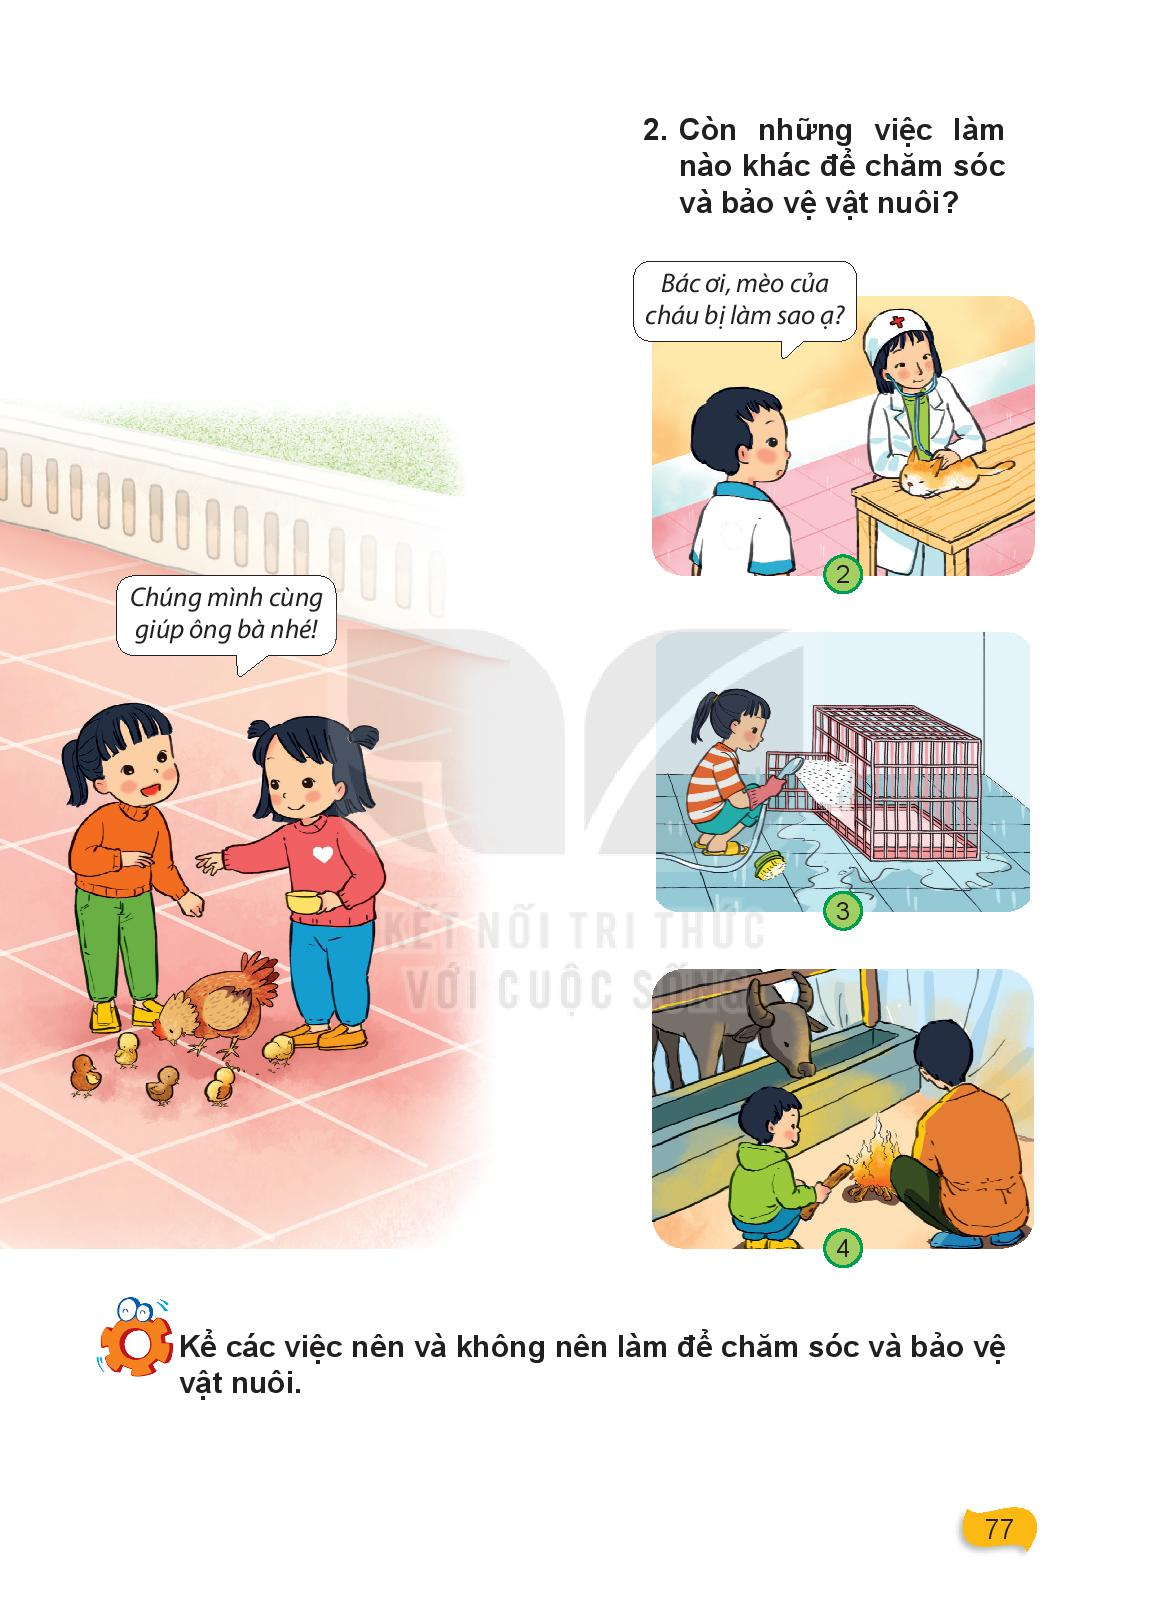 2. Còn những việc làm
nào khác để chăm sóc
và bảo vệ vật nuôi?
Bác ơi, mèo của
cháu bị làm sao ạ?
2
Chúng mình cùng
giúp ông bà nhé!
3
KẾT NỐI TRI THỨC
VỚI CUỘC SỐNG
4
Kể các việc nên và không nên làm để chăm sóc và bảo vệ
vật nuôi.
77